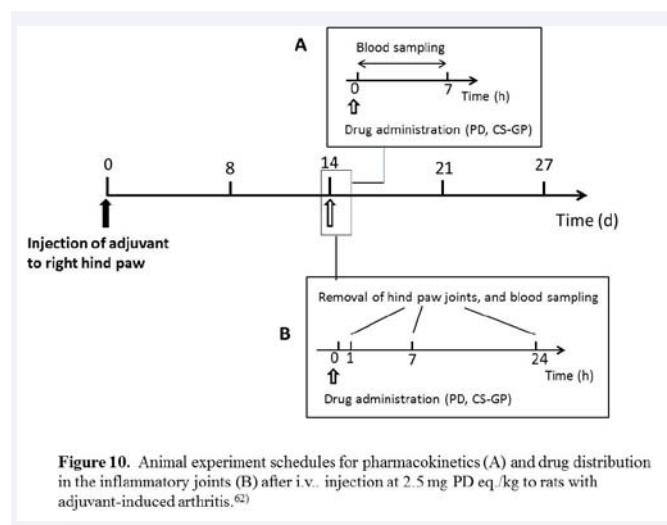 A
Blood sampling
0 7 Time (h)
Drug administration (PD, CS-GP)
0 8 14 21 27
Time (d)
Injection of adjuvant
to right hind paw
Removal of hind paw joints, and blood sampling
B
0 1 7 24
Time (h)
Drug administration (PD, CS-GP)
Figure 10. Animal experiment schedules for pharmacokinetics (A) and drug distribution
in the inflammatory joints (B) after i.v.. injection at 2.5 mg PD eq./kg to rats with
adjuvant-induced arthritis.62)